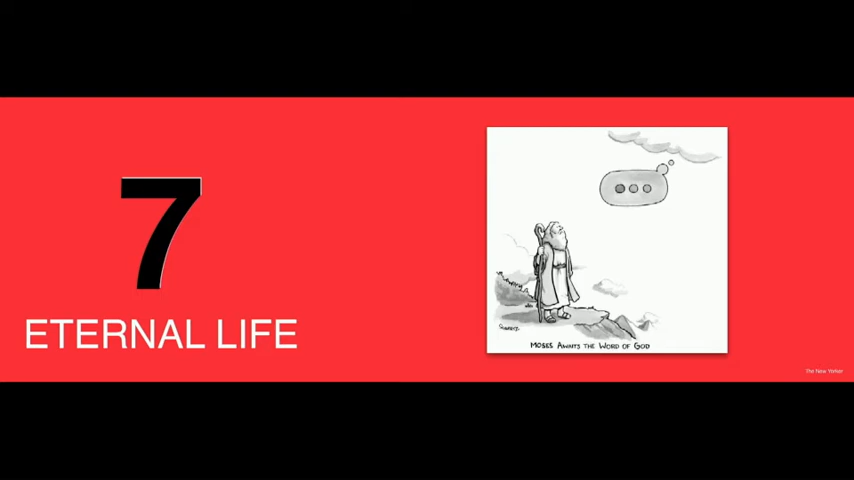 7
ETERNAL LIFE
MOSES AWAITS THE WORD OF GOD
The New Yorker